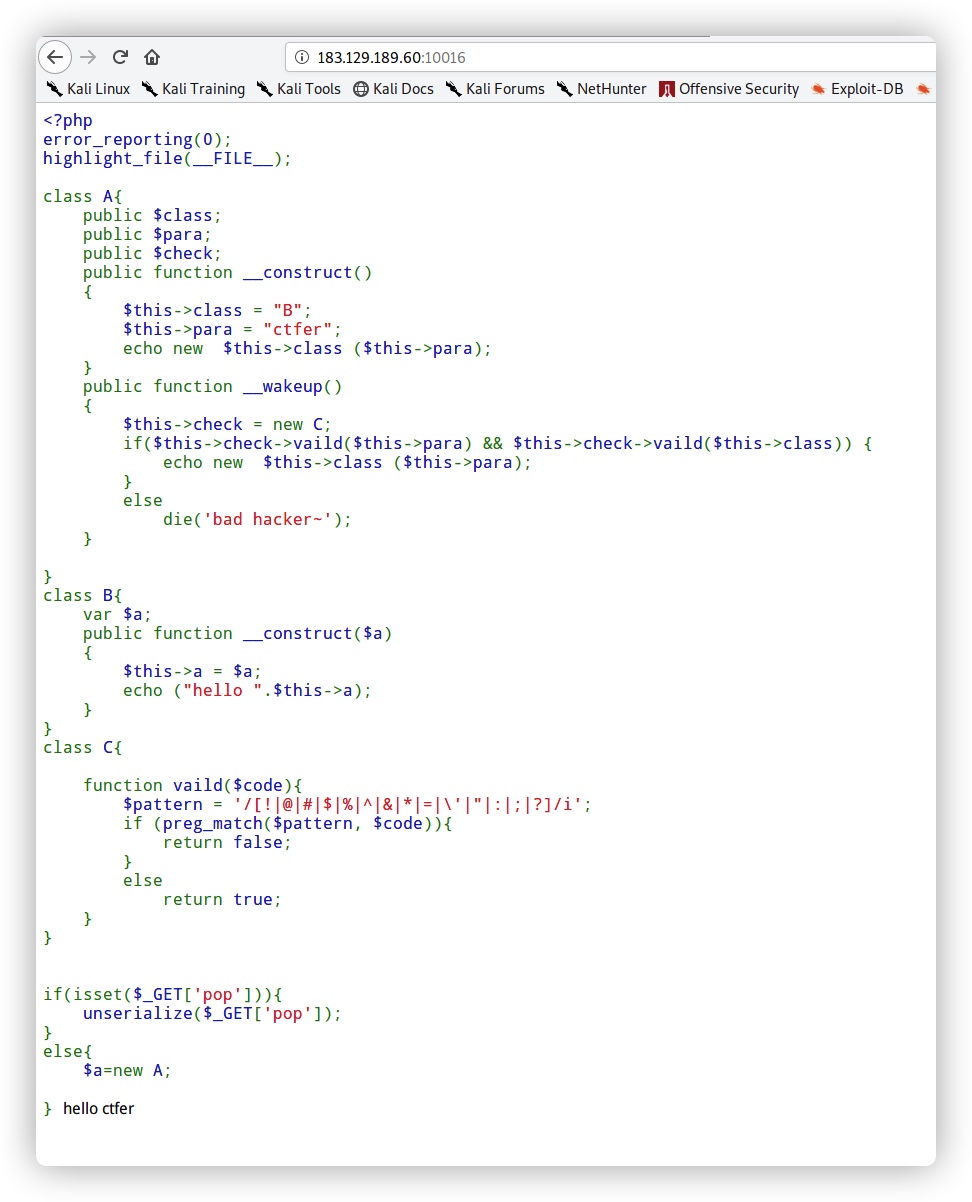 183.129.189.60:10016
Kali Linux Kali Training Kali Tools Kali Docs Kali Forums NetHunter Offensive Security Exploit-DB
<?php
error_reporting(0);
highlight_file(__FILE__);
class A{
    public $class;
    public $para;
    public $check;
    public function __construct()
    {
        $this->class = "B";
        $this->para = "ctfer";
        echo new  $this->class ($this->para);
    }
    public function __wakeup()
    {
        $this->check = new C;
        if($this->check->vaild($this->para) && $this->check->vaild($this->class)) {
            echo new  $this->class ($this->para);
        }
        else
            die('bad hacker~');
    }
}
class B{
    var $a;
    public function __construct($a)
    {
        $this->a = $a;
        echo ("hello ".$this->a);
    }
}
class C{
    function vaild($code){
        $pattern = '/[!|@|#|$|%|^|&|*|=|\'|"|:|;|?]/i';
        if (preg_match($pattern, $code)){
            return false;
        }
        else
            return true;
    }
}
if(isset($_GET['pop'])){
    unserialize($_GET['pop']);
}
else{
    $a=new A;
} hello ctfer